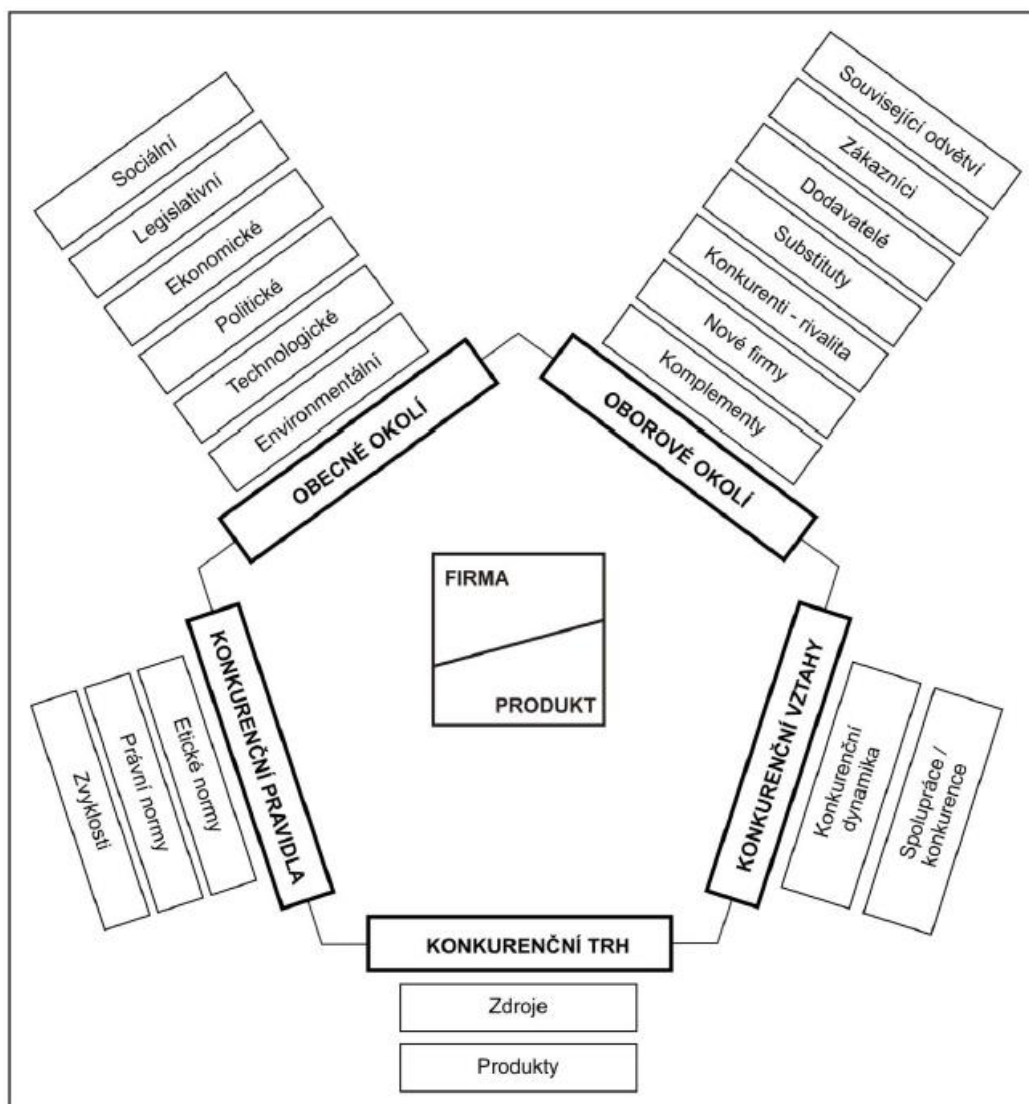 Sociální
Legislativní
Ekonomické
Politické
Technologické
Environmentální
OBECNÉ OKOLÍ
Související odvětví
Zákazníci
Dodavatelé
Substituty
Konkurenti - rivalita
Nové firmy
Komplementy
OBOROVÉ OKOLÍ
FIRMA
PRODUKT
KONKURENČNÍ PRAVIDLA
Etické normy
Právní normy
Zvyklosti
KONKURENČNÍ VZTAHY
Konkurenční
dynamika
Spolupráce /
konkurence
KONKURENČNÍ TRH
Zdroje
Produkty